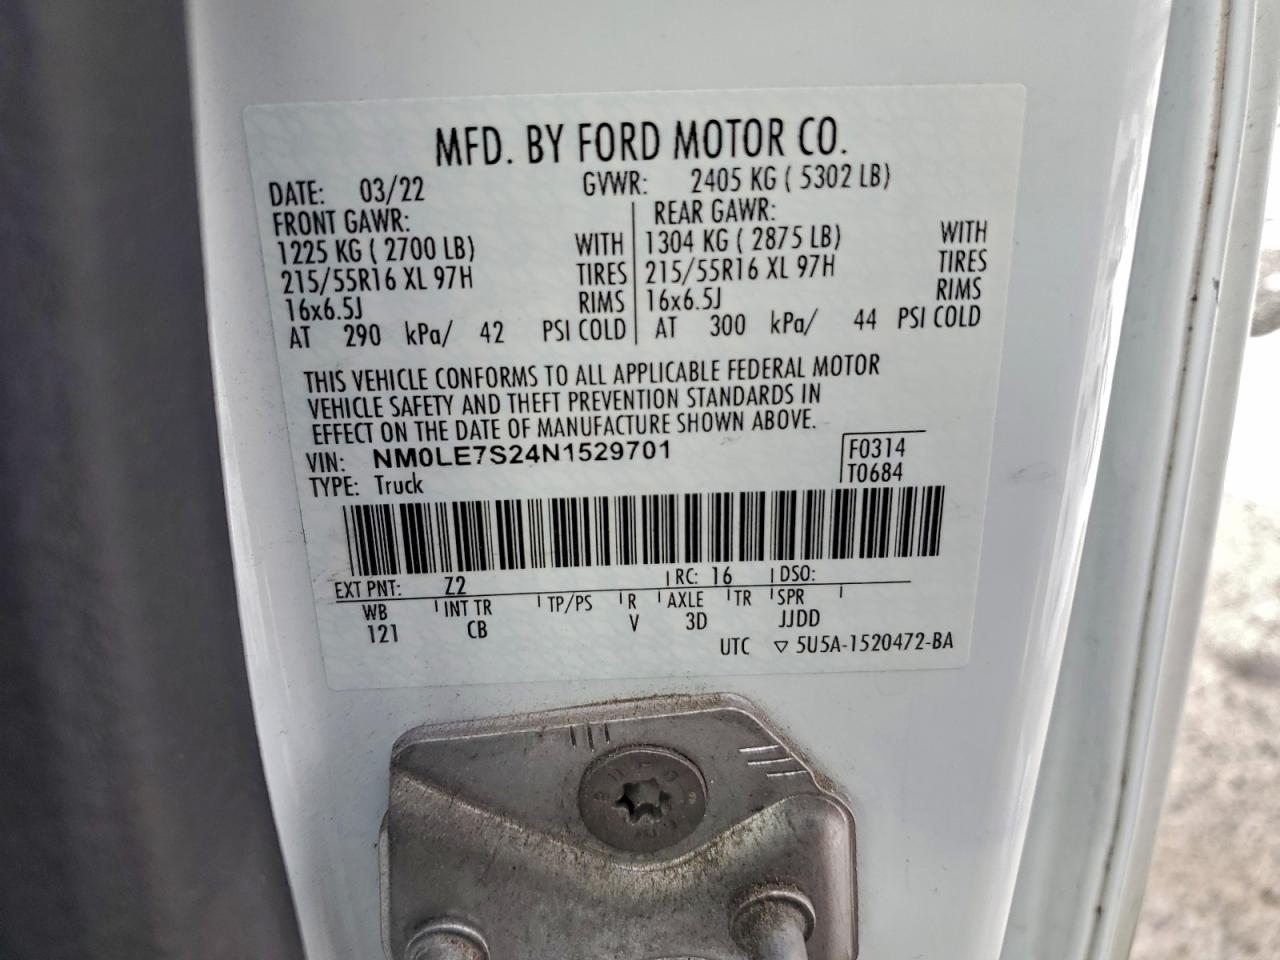 MFD. BY FORD MOTOR CO.
DATE: 03/22 GVWR: 2405 KG ( 5302 LB)
FRONT GAWR: REAR GAWR:
1225 KG ( 2700 LB) WITH 1304 KG ( 2875 LB) WITH
215/55R16 XL 97H TIRES 215/55R16 XL 97H TIRES
16x6.5J RIMS 16x6.5J RIMS
AT 290 kPa/ 42 PSI COLD AT 300 kPa/ 44 PSI COLD
THIS VEHICLE CONFORMS TO ALL APPLICABLE FEDERAL MOTOR
VEHICLE SAFETY AND THEFT PREVENTION STANDARDS IN
EFFECT ON THE DATE OF MANUFACTURE SHOWN ABOVE.
VIN: NM0LE7S24N1529701 F0314
TYPE: Truck T0684
EXT PNT: Z2 RC: 16 DSO:
WB INT TR TP/PS R AXLE TR SPR
121 CB V 3D JJDD
UTC ▽ 5U5A-1520472-BA